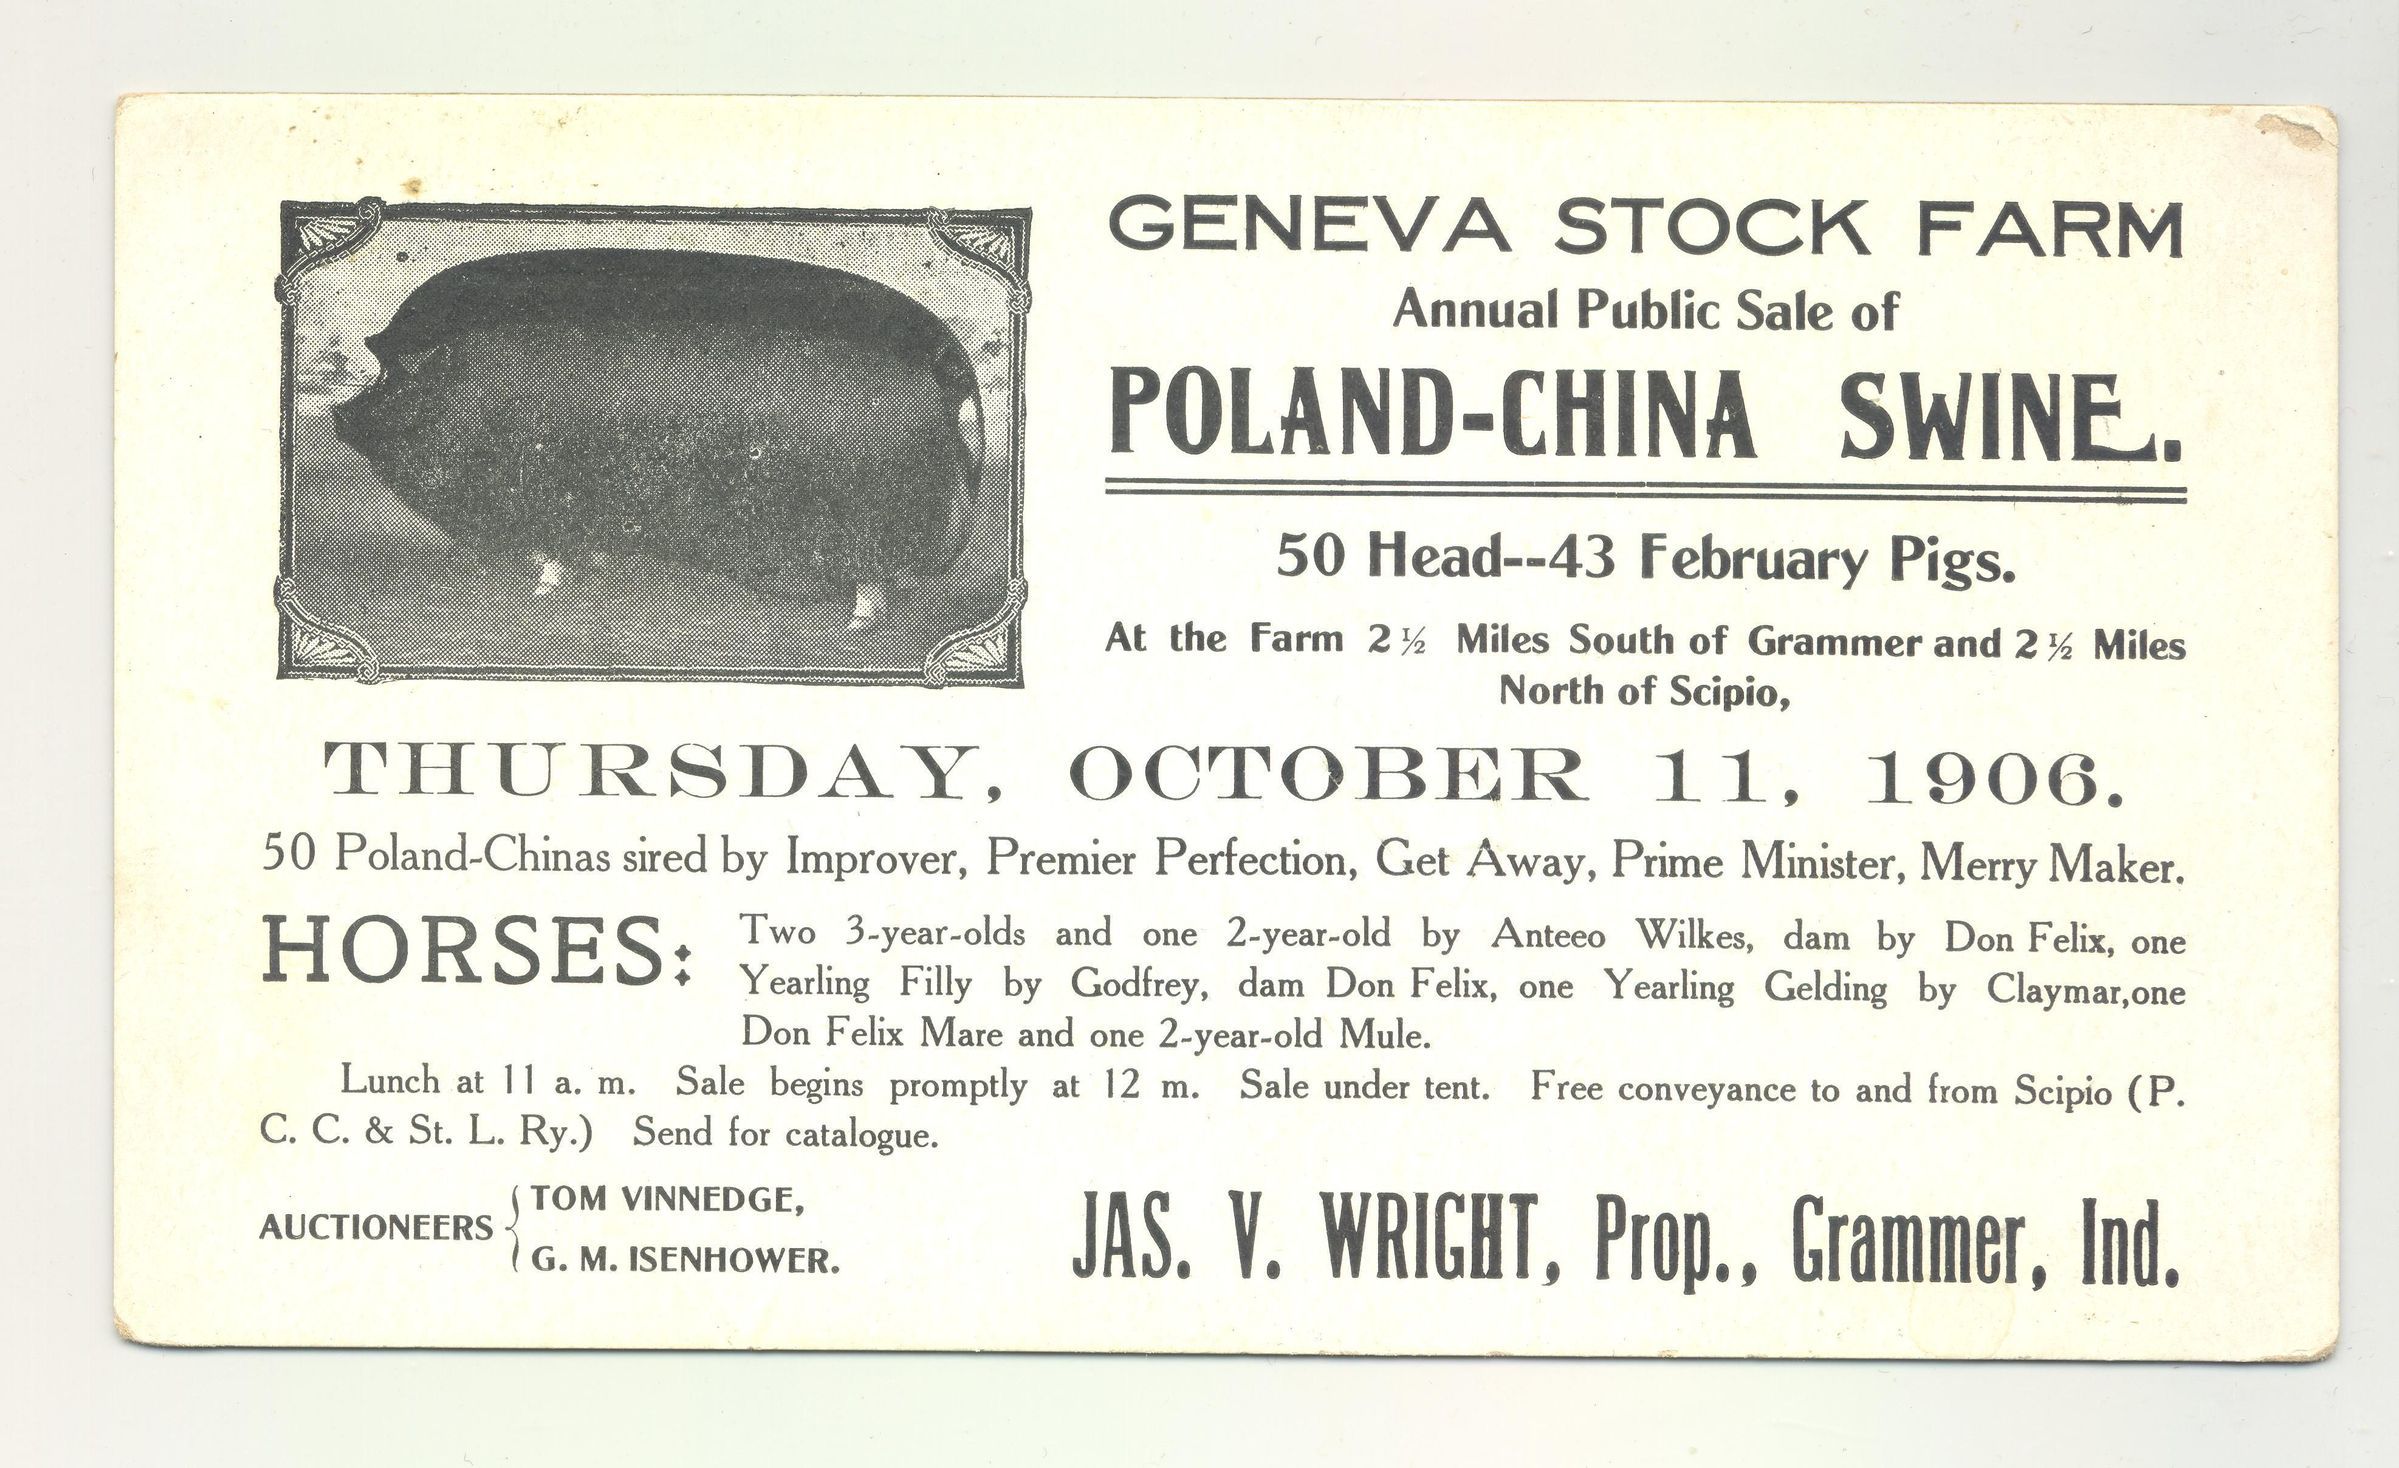 GENEVA STOCK FARM
Annual Public Sale of
POLAND-CHINA SWINE.
50 Head--43 February Pigs.
At the Farm 2 ½ Miles South of Grammer and 2 ½ Miles
North of Scipio,
THURSDAY, OCTOBER 11, 1906.
50 Poland-Chinas sired by Improver, Premier Perfection, Get Away, Prime Minister, Merry Maker.
HORSES: Two 3-year-olds and one 2-year-old by Anteeo Wilkes, dam by Don Felix, one
Yearling Filly by Godfrey, dam Don Felix, one Yearling Gelding by Claymar,one
Don Felix Mare and one 2-year-old Mule.
Lunch at 11 a. m. Sale begins promptly at 12 m. Sale under tent. Free conveyance to and from Scipio (P.
C. C. & St. L. Ry.) Send for catalogue.
AUCTIONEERS { TOM VINNEDGE,
G. M. ISENHOWER.
JAS. V. WRIGHT, Prop., Grammer, Ind.